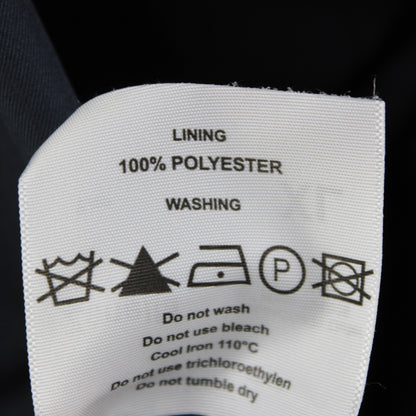 LINING
100% POLYESTER
WASHING
P
Do not wash
Do not use bleach
Cool Iron 110°C
Do not use trichloroethylen
Do not tumble dry